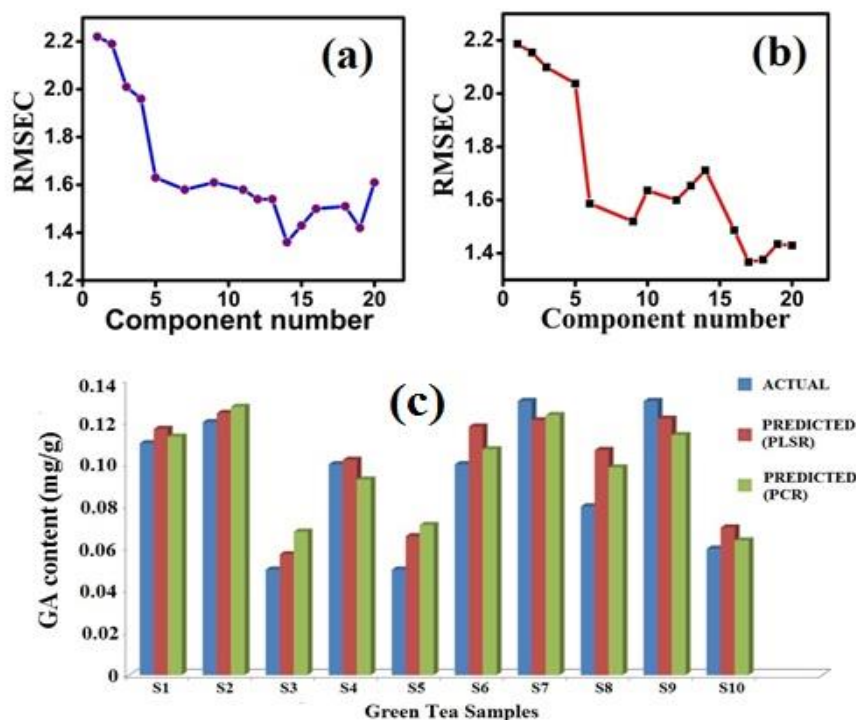 (a)
RMSEC
2.2
2.0
1.8
1.6
1.4
1.2
0 5 10 15 20
Component number
(b)
RMSEC
2.2
2.0
1.8
1.6
1.4
0 5 10 15 20
Component number
(c)
GA content (mg/g)
0.14
0.12
0.10
0.08
0.06
0.04
0.02
0
S1 S2 S3 S4 S5 S6 S7 S8 S9 S10
Green Tea Samples
ACTUAL
PREDICTED
(PLSR)
PREDICTED
(PCR)